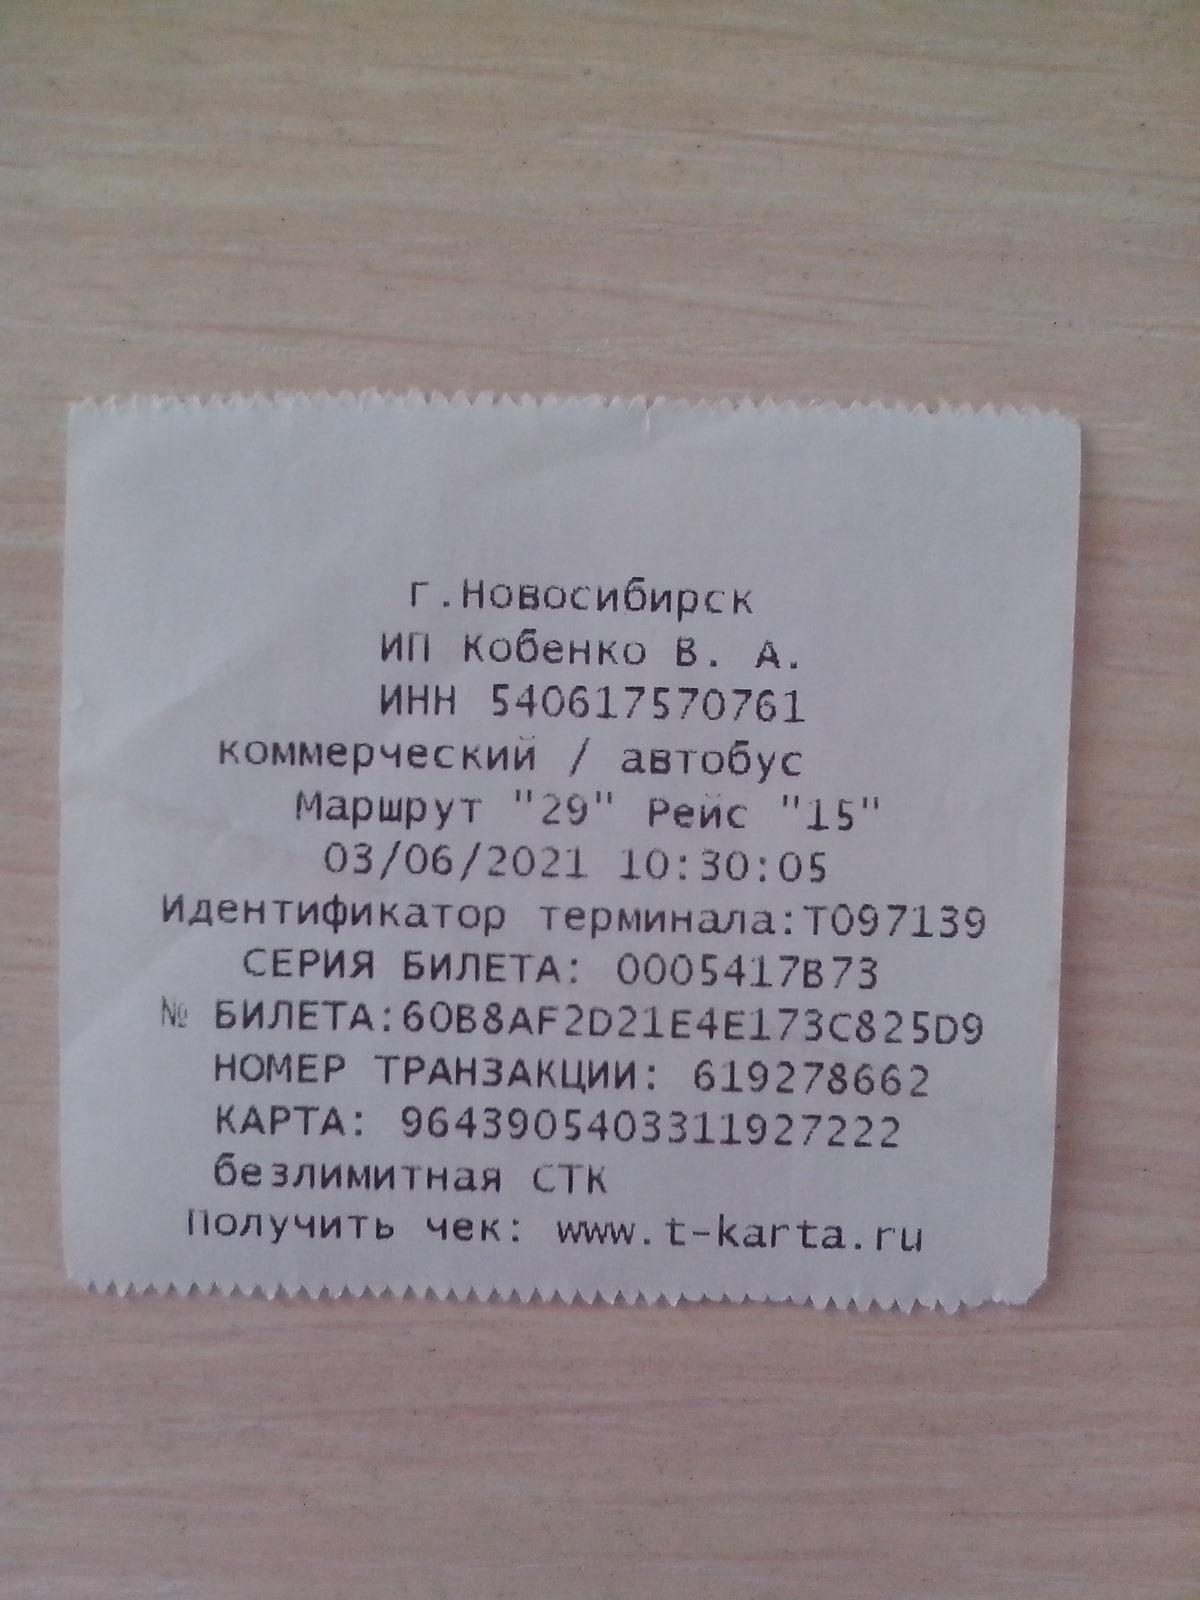 г.Новосибирск
ИП Кобенко В. А.
ИНН 540617570761
коммерческий / автобус
Маршрут "29" Рейс "15"
03/06/2021 10:30:05
Идентификатор терминала:T097139
СЕРИЯ БИЛЕТА: 0005417B73
№ БИЛЕТА:60B8AF2D21E4E173C825D9
НОМЕР ТРАНЗАКЦИИ: 619278662
КАРТА: 9643905403311927222
безлимитная СТК
Получить чек: www.t-karta.ru